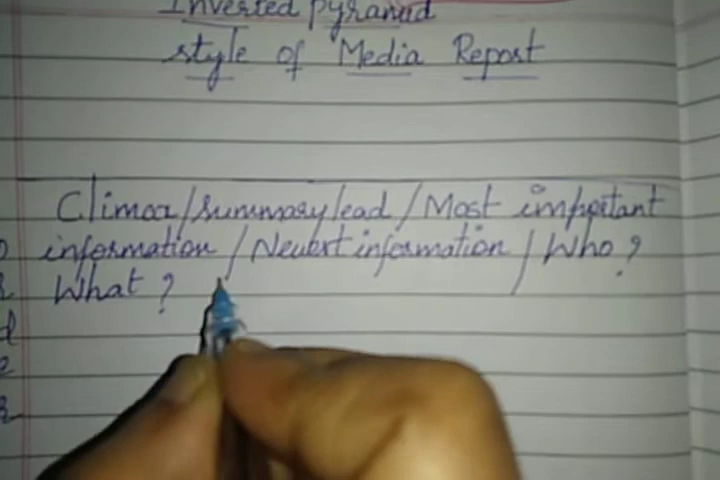 Inverted pyramid
style of Media Report
Climax/summary lead/Most important
information/Newest information/Who?
What?